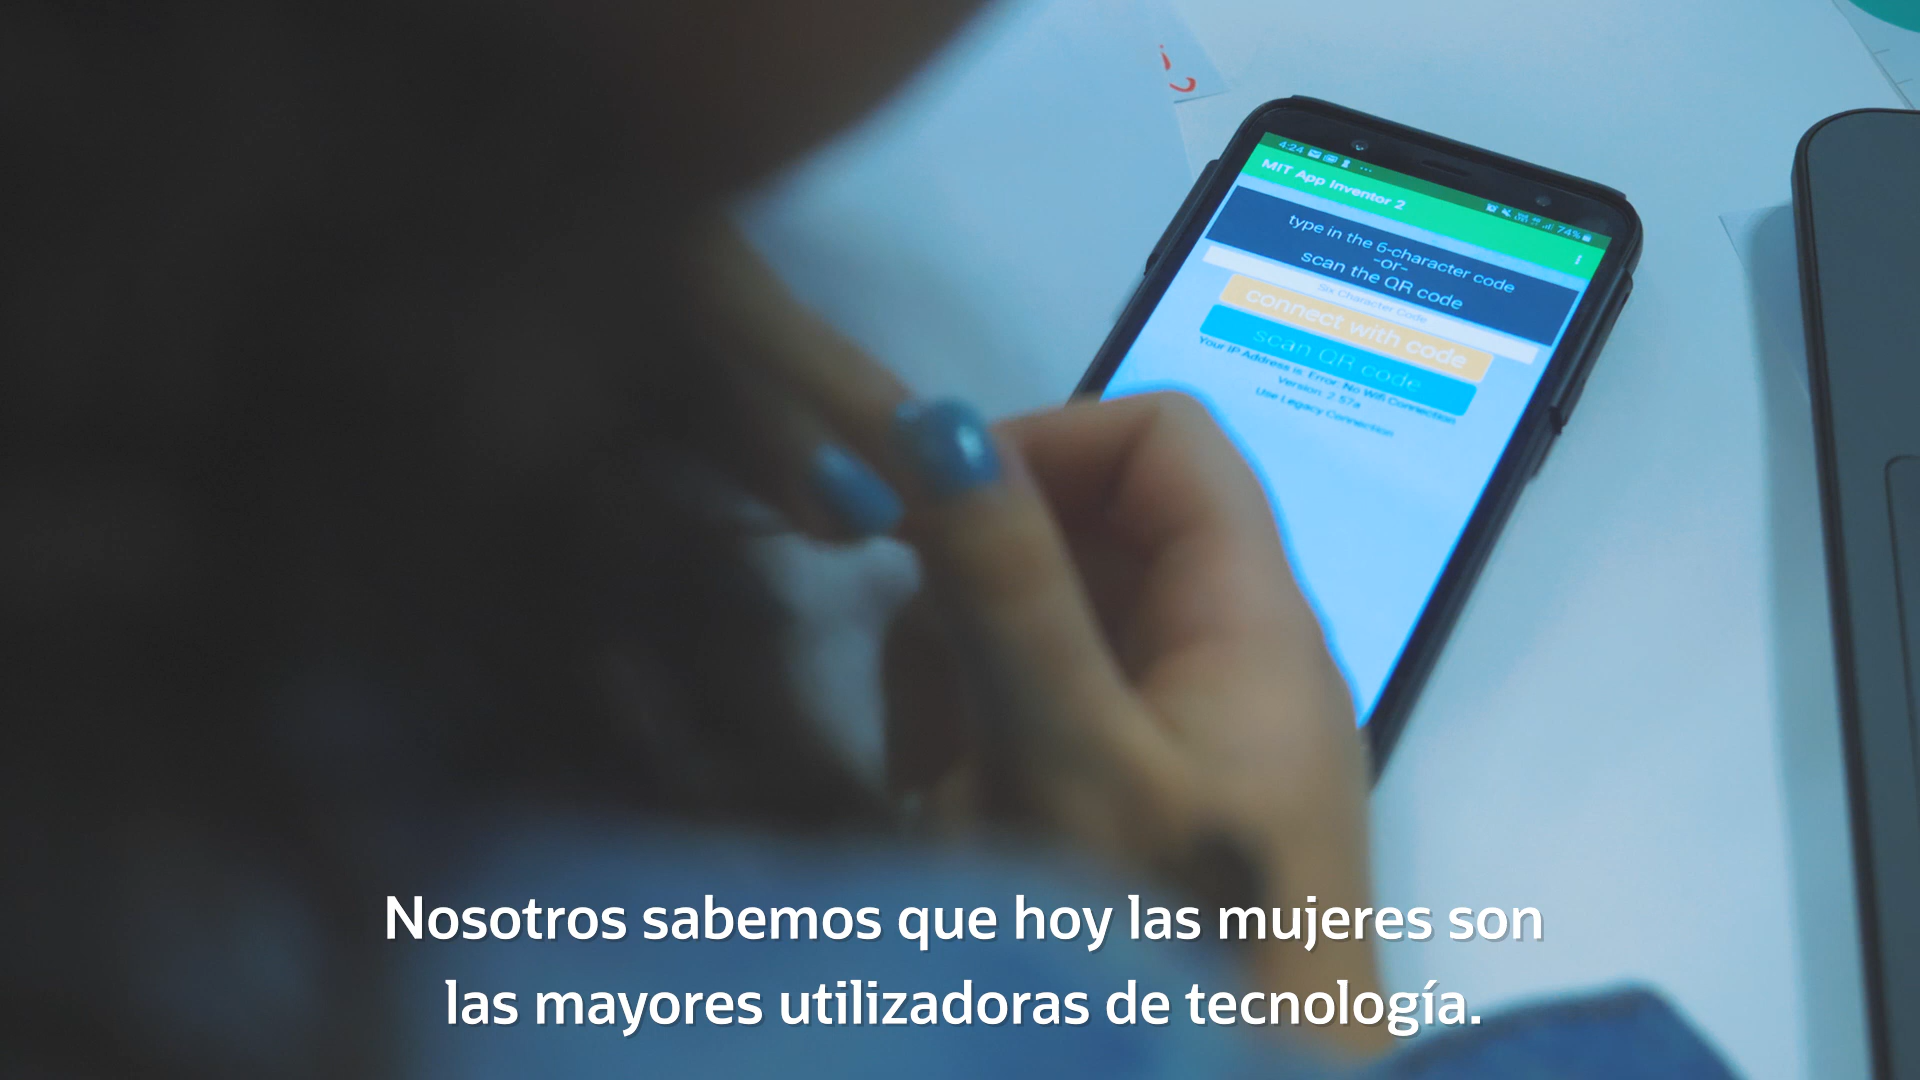 4:24
74%
MIT App Inventor 2
type in the 6-character code
-or-
scan the QR code
Six Character Code
connect with code
scan QR code
Your IP Address is: Error: No Wifi Connection
Version: 2.57a
Use Legacy Connection
Nosotros sabemos que hoy las mujeres son
las mayores utilizadoras de tecnología.